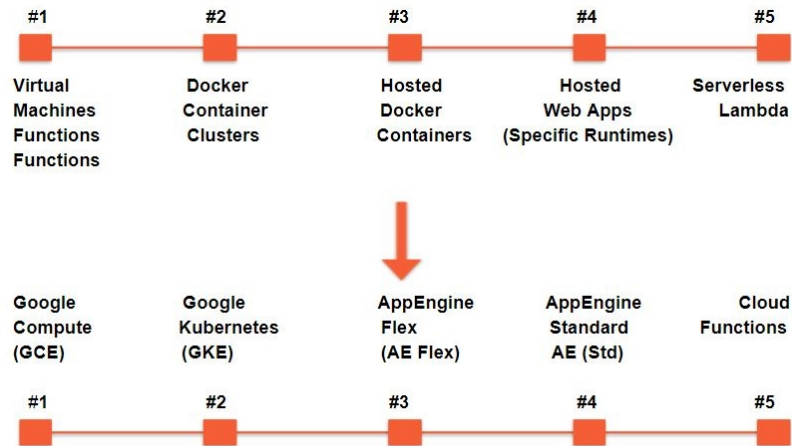 #1 #2 #3 #4 #5
Virtual
Machines
Functions
Functions
Docker
Container
Clusters
Hosted
Docker
Containers
Hosted
Web Apps
(Specific Runtimes)
Serverless
Lambda
Google
Compute
(GCE)
Google
Kubernetes
(GKE)
AppEngine
Flex
(AE Flex)
AppEngine
Standard
AE (Std)
Cloud
Functions
#1 #2 #3 #4 #5